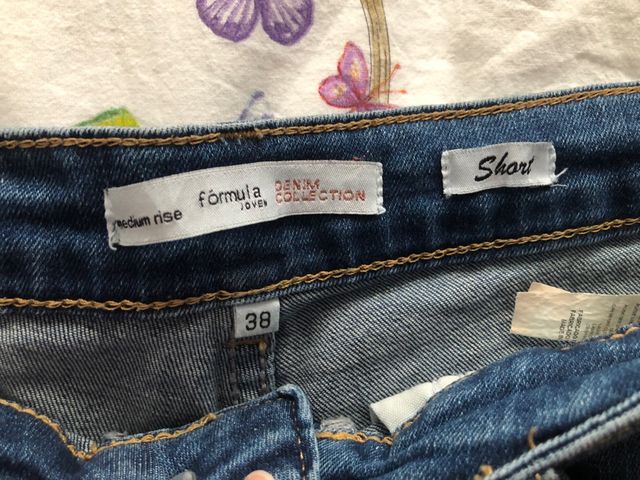 medium rise
fórmula
JOVEN
DENIM
COLLECTION
Short
38